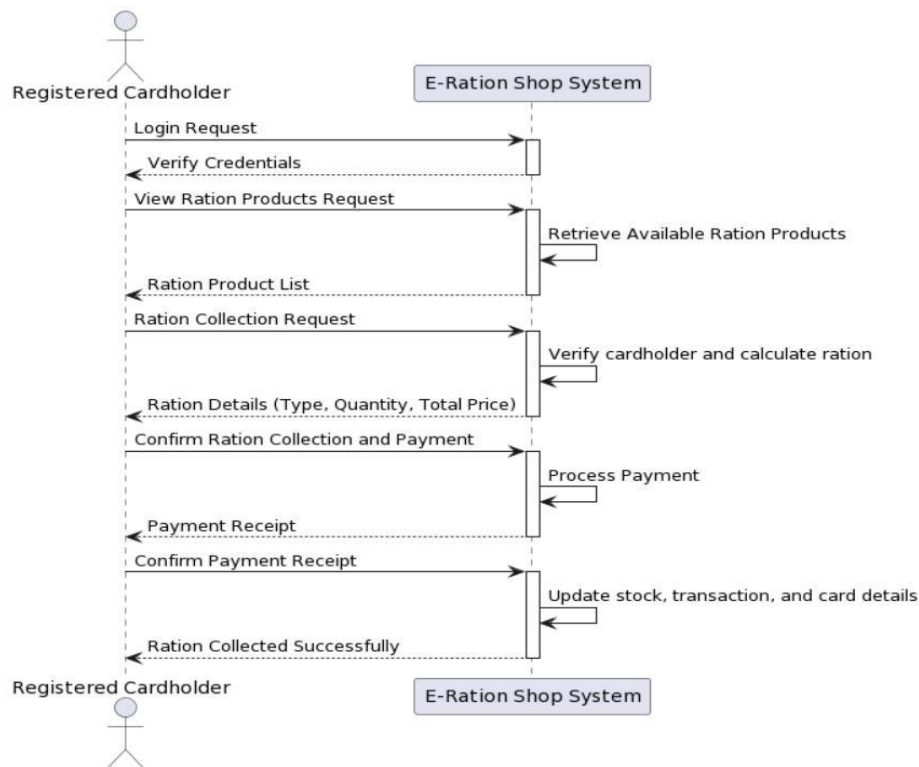 Registered Cardholder
E-Ration Shop System
Login Request
Verify Credentials
View Ration Products Request
Retrieve Available Ration Products
Ration Product List
Ration Collection Request
Verify cardholder and calculate ration
Ration Details (Type, Quantity, Total Price)
Confirm Ration Collection and Payment
Process Payment
Payment Receipt
Confirm Payment Receipt
Update stock, transaction, and card details
Ration Collected Successfully
Registered Cardholder
E-Ration Shop System